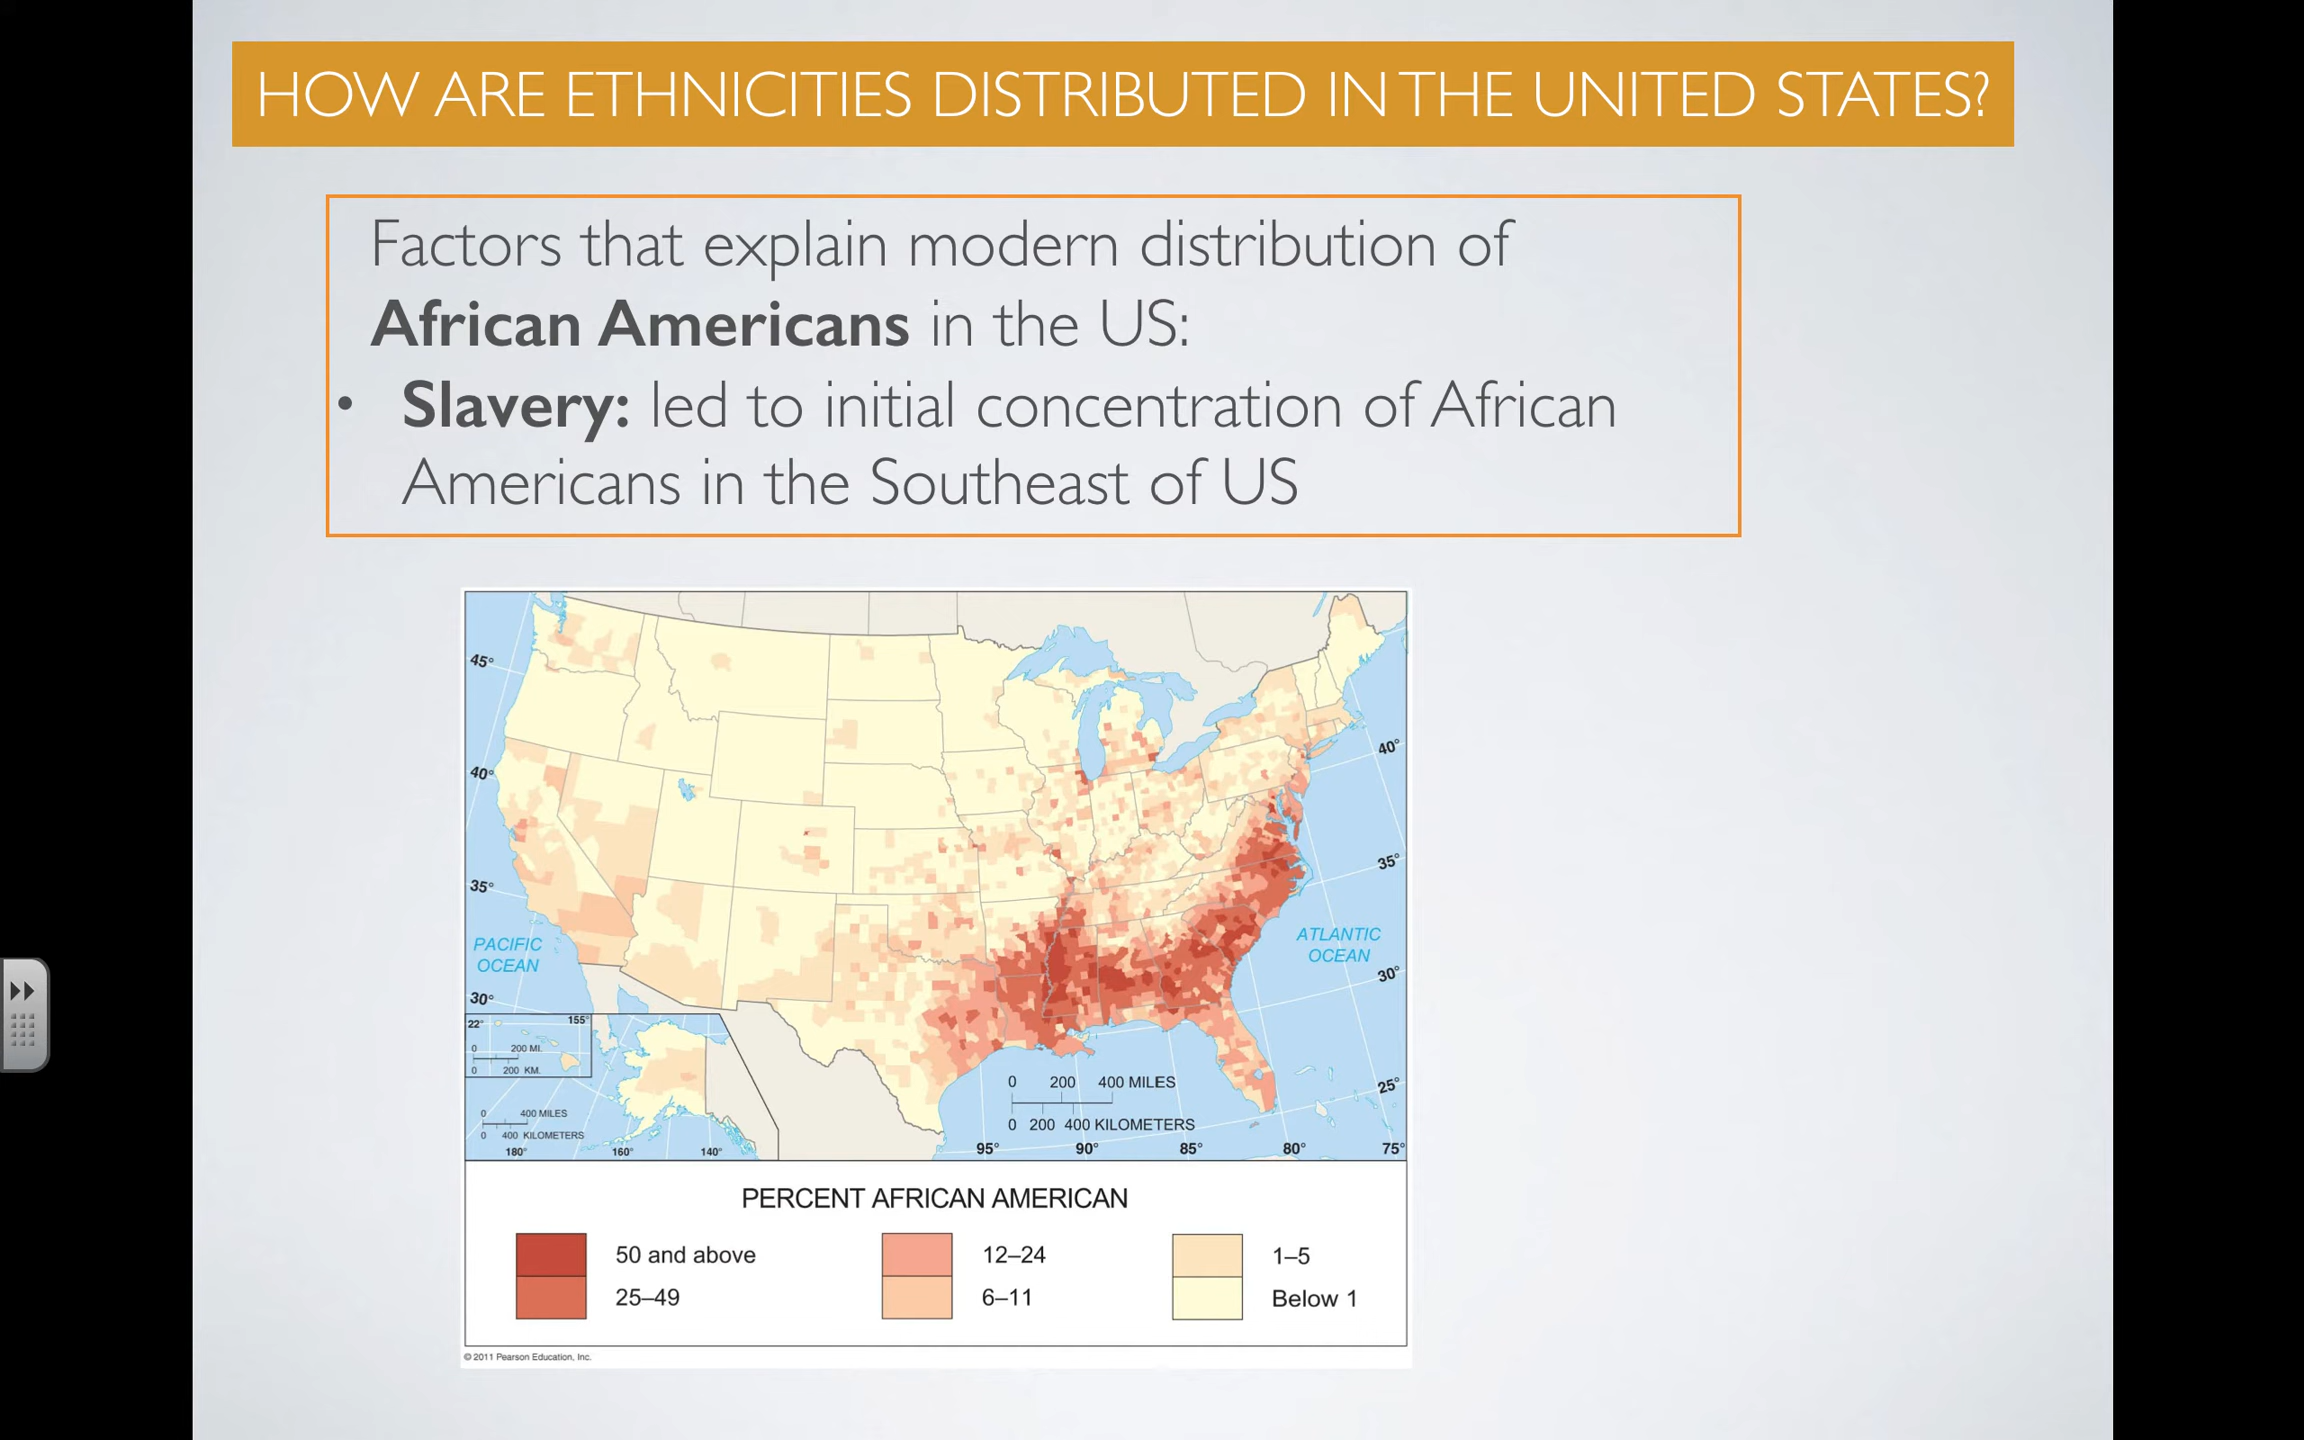 HOW ARE ETHNICITIES DISTRIBUTED IN THE UNITED STATES?
Factors that explain modern distribution of
African Americans in the US:
• Slavery: led to initial concentration of African
Americans in the Southeast of US
45°
40°
35°
30°
PACIFIC
OCEAN
ATLANTIC
OCEAN
40°
35°
30°
25°
22°
155°
0 200 MI.
0 200 KM.
0 400 MILES
0 400 KILOMETERS
180° 160° 140°
0 200 400 MILES
0 200 400 KILOMETERS
95° 90° 85° 80° 75°
PERCENT AFRICAN AMERICAN
50 and above
25–49
12–24
6–11
1–5
Below 1
© 2011 Pearson Education, Inc.